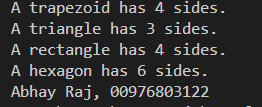 A trapezoid has 4 sides.
A triangle has 3 sides.
A rectangle has 4 sides.
A hexagon has 6 sides.
Abhay Raj, 00976803122